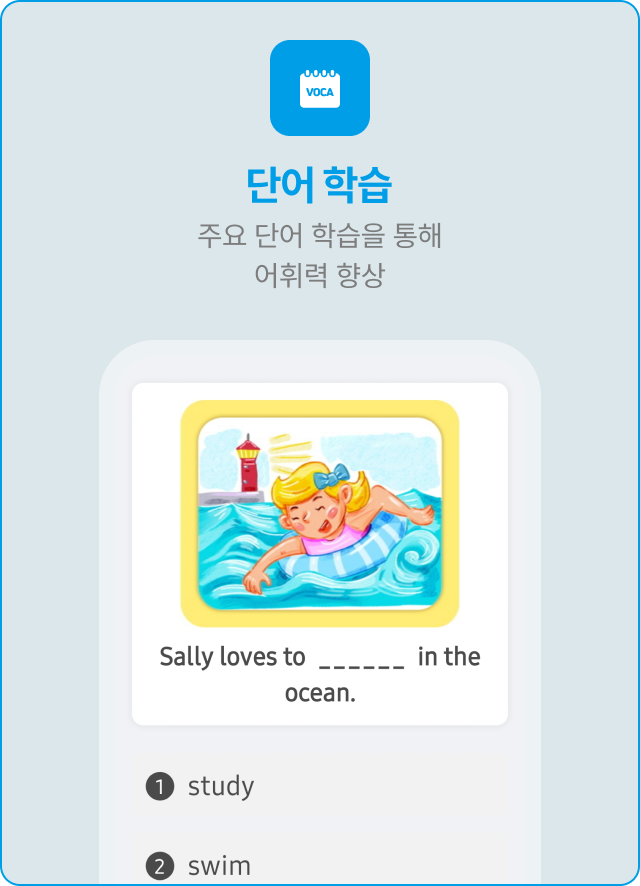 VOCA
단어 학습
주요 단어 학습을 통해
어휘력 향상
Sally loves to ______ in the
ocean.
1 study
2 swim